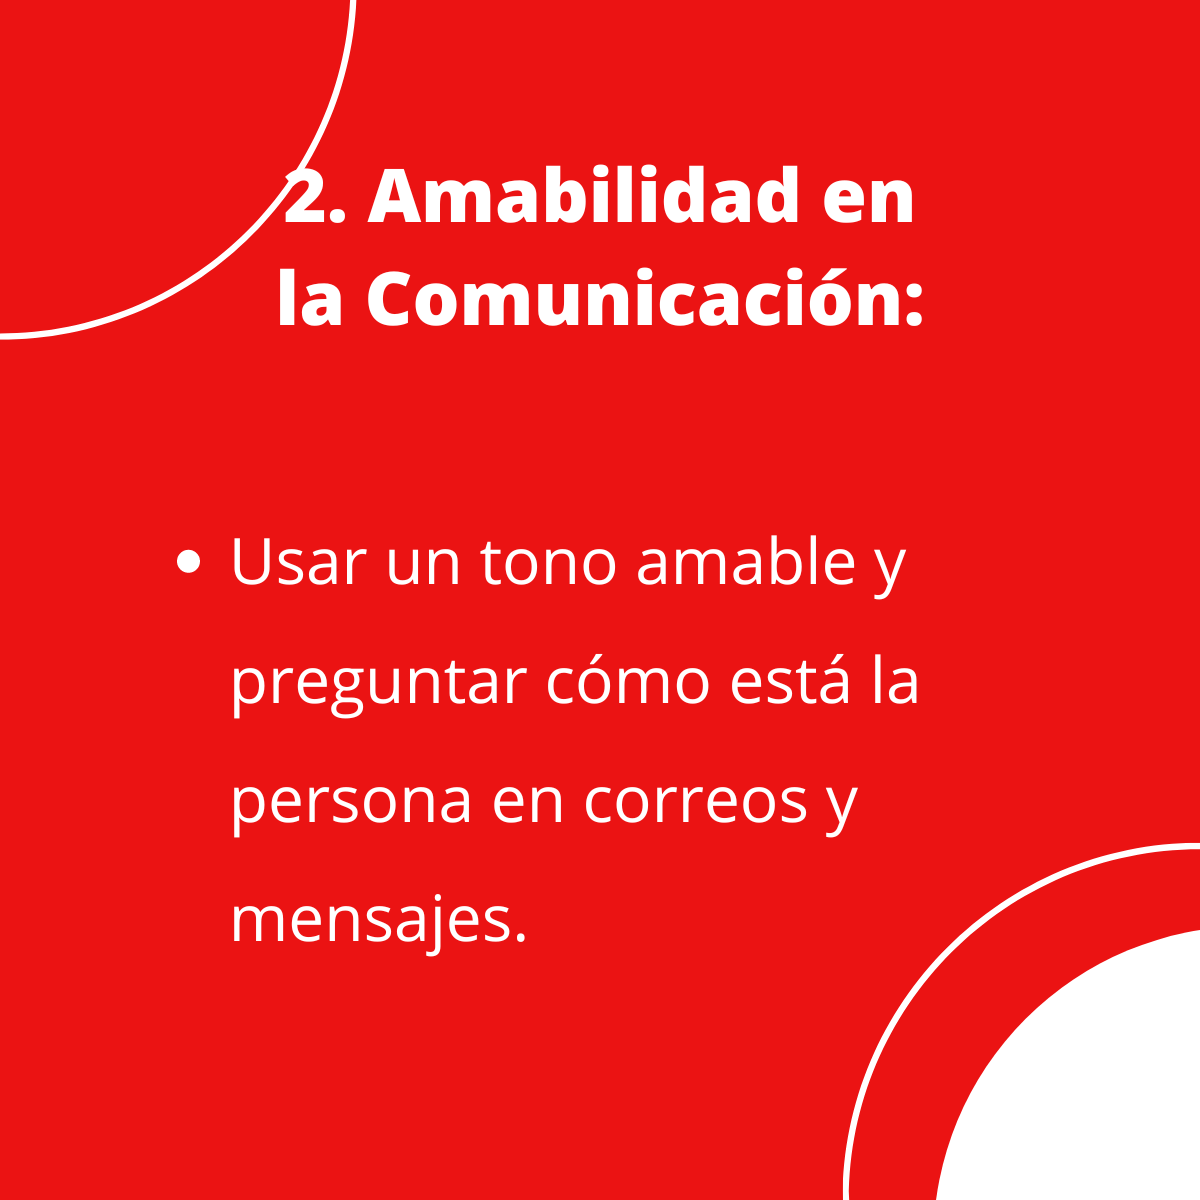 2. Amabilidad en
la Comunicación:
• Usar un tono amable y
preguntar cómo está la
persona en correos y
mensajes.